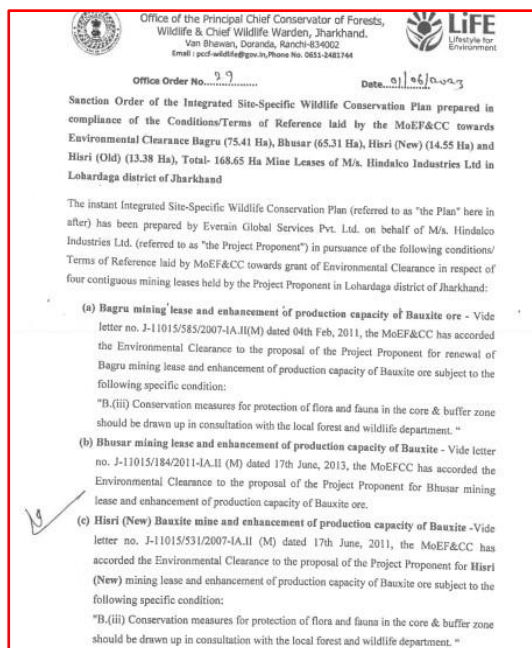 Office of the Principal Chief Conservator of Forests,
Wildlife & Chief Wildlife Warden, Jharkhand.
Van Bhawan, Doranda, Ranchi-834002
Email : pccf-wildlife@gov.in,Phone No. 0651-2481744
LiFE
Lifestyle for
Environment
Office Order No. 29
Date 01/06/2023
Sanction Order of the Integrated Site-Specific Wildlife Conservation Plan prepared in
compliance of the Conditions/Terms of Reference laid by the MoEF&CC towards
Environmental Clearance Bagru (75.41 Ha), Bhusar (65.31 Ha), Hisri (New) (14.55 Ha) and
Hisri (Old) (13.38 Ha), Total- 168.65 Ha Mine Leases of M/s. Hindalco Industries Ltd in
Lohardaga district of Jharkhand
The instant Integrated Site-Specific Wildlife Conservation Plan (referred to as "the Plan" here in
after) has been prepared by Everain Global Services Pvt. Ltd. on behalf of M/s. Hindalco
Industries Ltd. (referred to as "the Project Proponent") in pursuance of the following conditions/
Terms of Reference laid by MoEF&CC towards grant of Environmental Clearance in respect of
four contiguous mining leases held by the Project Proponent in Lohardaga district of Jharkhand:
(a) Bagru mining lease and enhancement of production capacity of Bauxite ore - Vide
letter no. J-11015/585/2007-IA.II(M) dated 04th Feb, 2011, the MoEF&CC has accorded
the Environmental Clearance to the proposal of the Project Proponent for renewal of
Bagru mining lease and enhancement of production capacity of Bauxite ore subject to the
following specific condition:
"B.(iii) Conservation measures for protection of flora and fauna in the core & buffer zone
should be drawn up in consultation with the local forest and wildlife department. "
(b) Bhusar mining lease and enhancement of production capacity of Bauxite - Vide letter
no. J-11015/184/2011-IA.II (M) dated 17th June, 2013, the MoEFCC has accorded the
Environmental Clearance to the proposal of the Project Proponent for Bhusar mining
lease and enhancement of production capacity of Bauxite ore.
(c) Hisri (New) Bauxite mine and enhancement of production capacity of Bauxite -Vide
letter no. J-11015/531/2007-IA.II (M) dated 17th June, 2011, the MoEF&CC has
accorded the Environmental Clearance to the proposal of the Project Proponent for Hisri
(New) mining lease and enhancement of production capacity of Bauxite ore subject to the
following specific condition:
"B.(iii) Conservation measures for protection of flora and fauna in the core & buffer zone
should be drawn up in consultation with the local forest and wildlife department. "